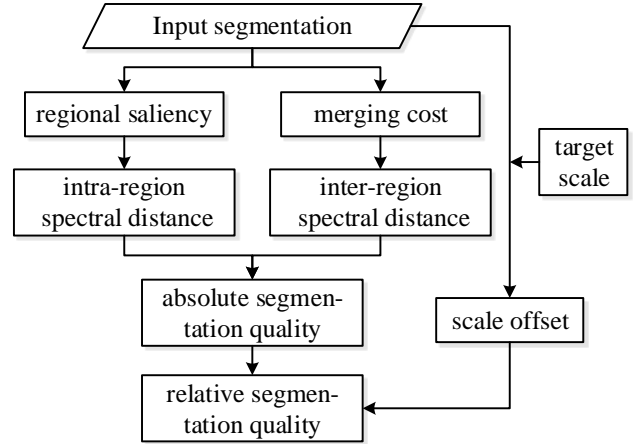 Input segmentation
regional saliency
merging cost
target
scale
intra-region
spectral distance
inter-region
spectral distance
absolute segmen-
tation quality
scale offset
relative segmen-
tation quality